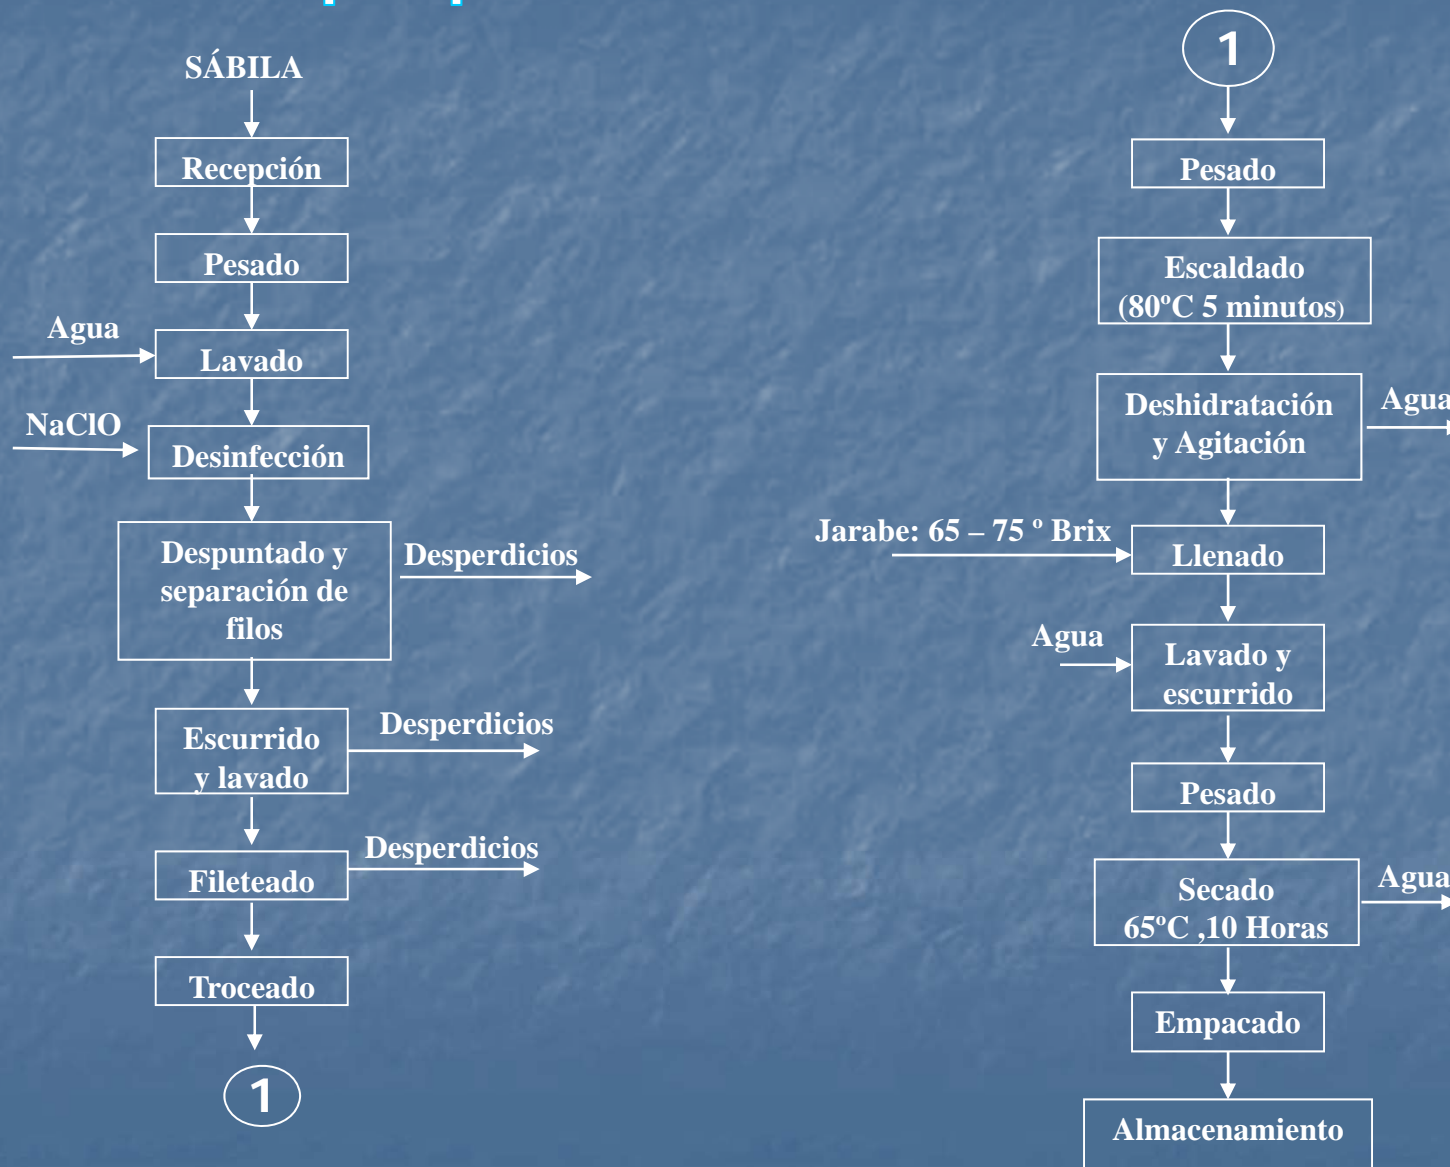 SÁBILA
Recepción
Pesado
Agua
Lavado
NaClO
Desinfección
Despuntado y
separación de
filos
Desperdicios
Escurrido
y lavado
Desperdicios
Fileteado
Desperdicios
Troceado
1
1
Pesado
Escaldado
(80ºC 5 minutos)
Deshidratación
y Agitación
Agua
Jarabe: 65 – 75 º Brix
Llenado
Agua
Lavado y
escurrido
Pesado
Secado
65ºC ,10 Horas
Agua
Empacado
Almacenamiento